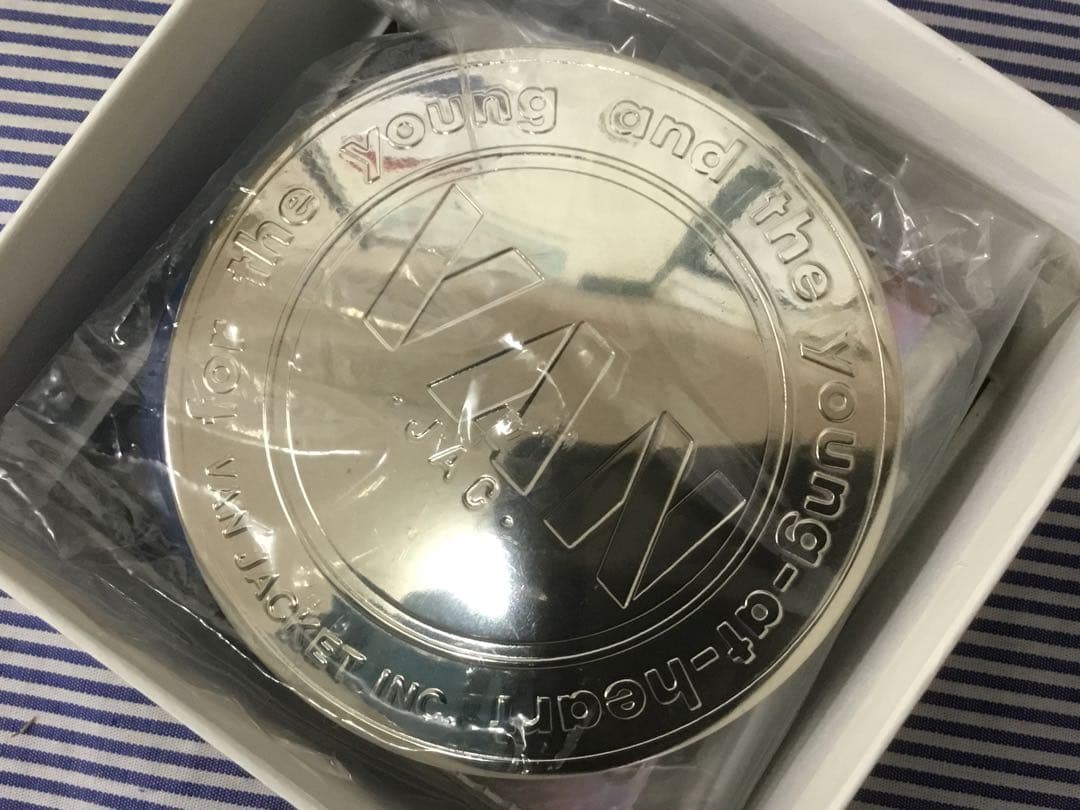 for the young and the young-at-heart
VAN
·JAC·
VAN JACKET INC.